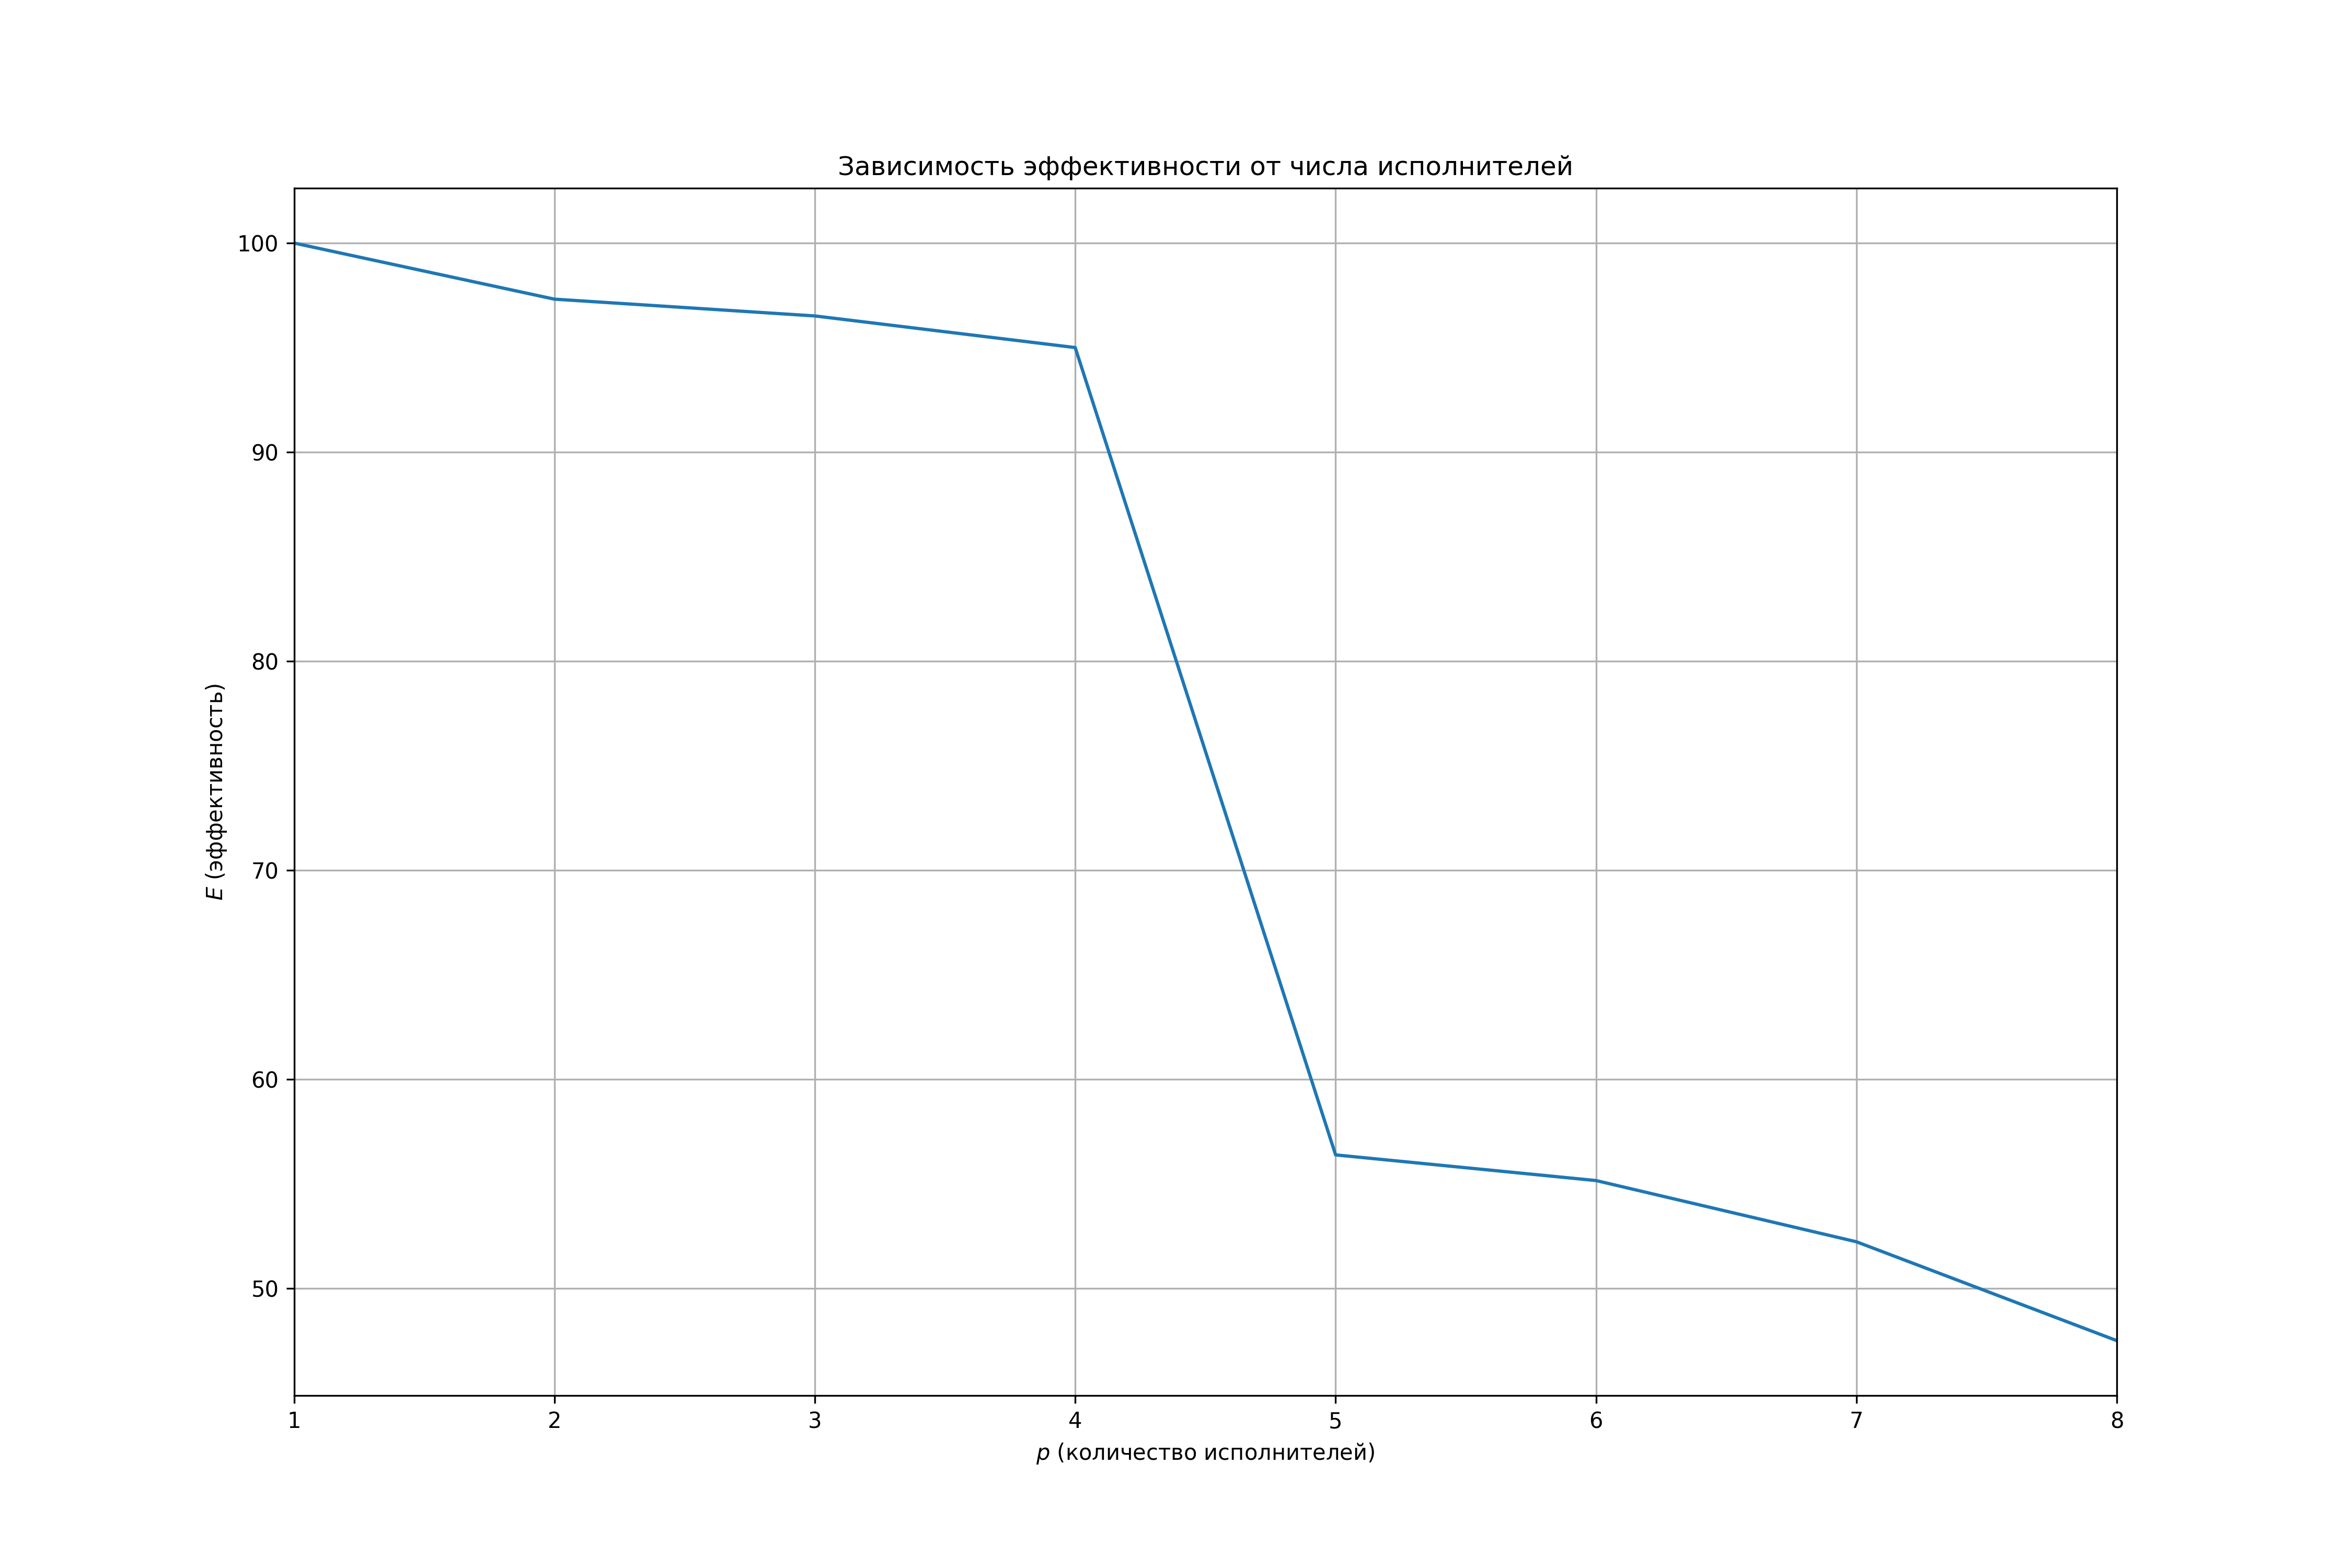 Зависимость эффективности от числа исполнителей
100
90
80
70
60
50
E (эффективность)
1 2 3 4 5 6 7 8
p (количество исполнителей)